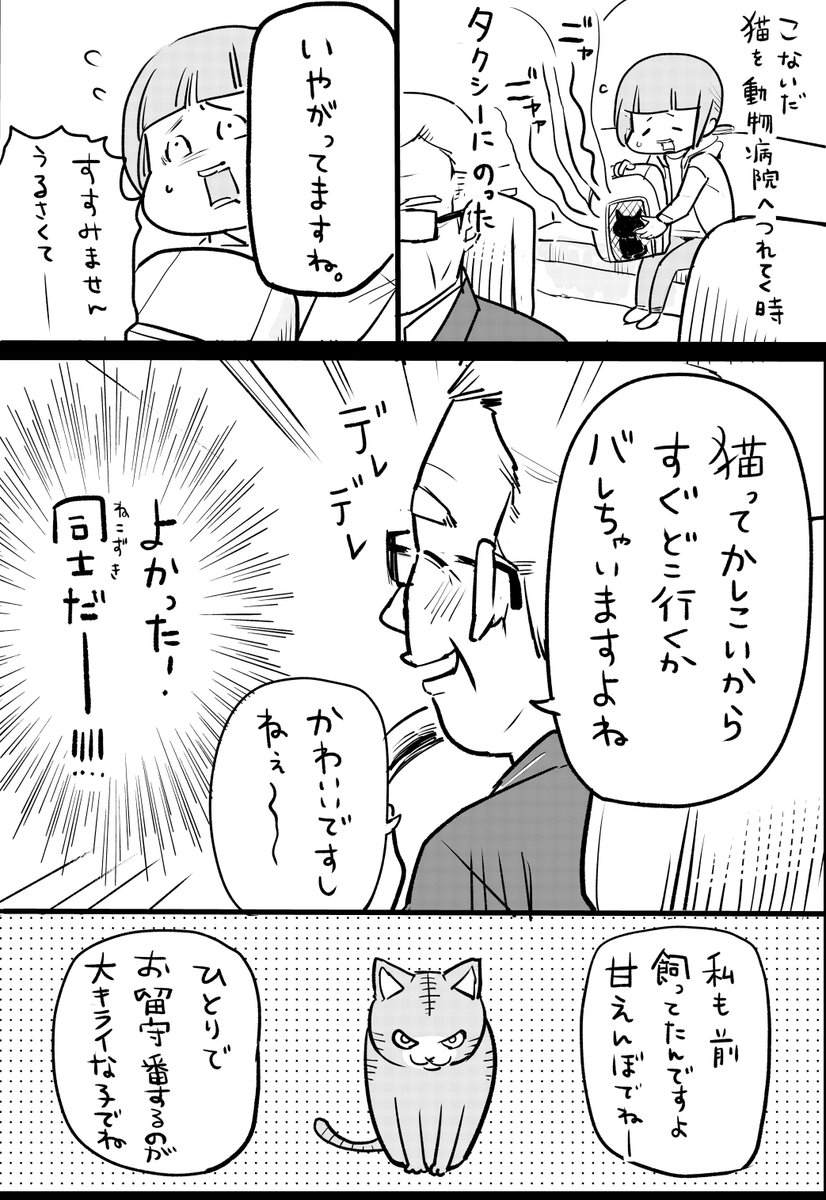 こないだ
猫を動物病院へつれてく時
ニ゛ャ
ニ゛ャァァ
タクシーにのった
いやがってますね。
すすみません
うるさくてーー
猫ってかしこいから
すぐどこ行くか
バレちゃいますよね
デレ
デレ
かわいいですし
ねぇ〜〜
よかった!
ねこずき
同士だーー!!!!
私も前
飼ってたんですよ
甘えんぼでねー
ひとりで
お留守番するのが
大キライな子でね